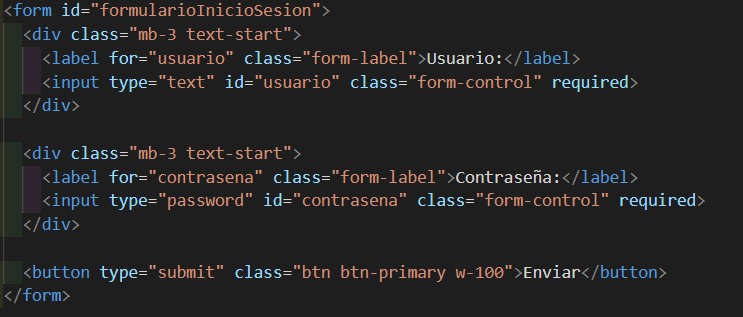 <form id="formularioInicioSesion">
<div class="mb-3 text-start">
<label for="usuario" class="form-label">Usuario:</label>
<input type="text" id="usuario" class="form-control" required>
</div>
<div class="mb-3 text-start">
<label for="contrasena" class="form-label">Contraseña:</label>
<input type="password" id="contrasena" class="form-control" required>
</div>
<button type="submit" class="btn btn-primary w-100">Enviar</button>
</form>